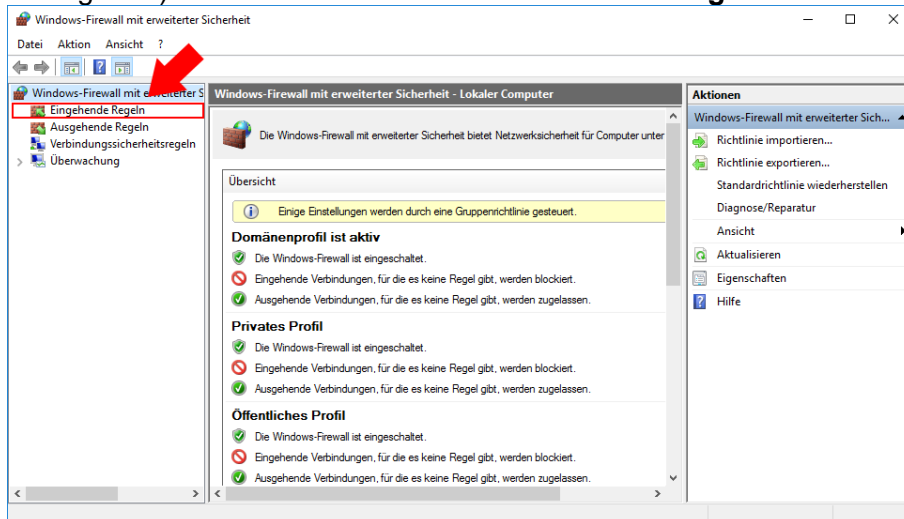 Windows-Firewall mit erweiterter Sicherheit
Datei Aktion Ansicht ?
Windows-Firewall mit erweiterter S
Eingehende Regeln
Ausgehende Regeln
Verbindungssicherheitsregeln
Überwachung
Windows-Firewall mit erweiterter Sicherheit - Lokaler Computer
Die Windows-Firewall mit erweiterter Sicherheit bietet Netzwerksicherheit für Computer unter
Übersicht
Einige Einstellungen werden durch eine Gruppenrichtlinie gesteuert.
Domänenprofil ist aktiv
Die Windows-Firewall ist eingeschaltet.
Eingehende Verbindungen, für die es keine Regel gibt, werden blockiert.
Ausgehende Verbindungen, für die es keine Regel gibt, werden zugelassen.
Privates Profil
Die Windows-Firewall ist eingeschaltet.
Eingehende Verbindungen, für die es keine Regel gibt, werden blockiert.
Ausgehende Verbindungen, für die es keine Regel gibt, werden zugelassen.
Öffentliches Profil
Die Windows-Firewall ist eingeschaltet.
Eingehende Verbindungen, für die es keine Regel gibt, werden blockiert.
Ausgehende Verbindungen, für die es keine Regel gibt, werden zugelassen.
Aktionen
Windows-Firewall mit erweiterter Sich...
Richtlinie importieren...
Richtlinie exportieren...
Standardrichtlinie wiederherstellen
Diagnose/Reparatur
Ansicht
Aktualisieren
Eigenschaften
Hilfe